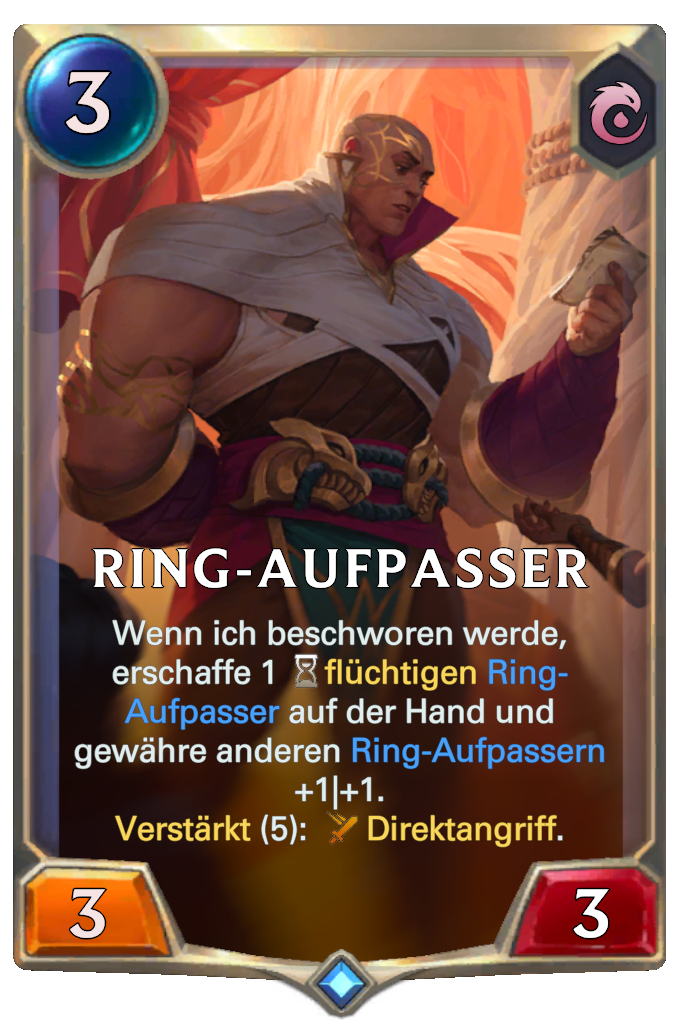 3
RING-AUFPASSER
Wenn ich beschworen werde,
erschaffe 1 flüchtigen Ring-
Aufpasser auf der Hand und
gewähre anderen Ring-Aufpassern
+1|+1.
Verstärkt (5): Direktangriff.
3
3